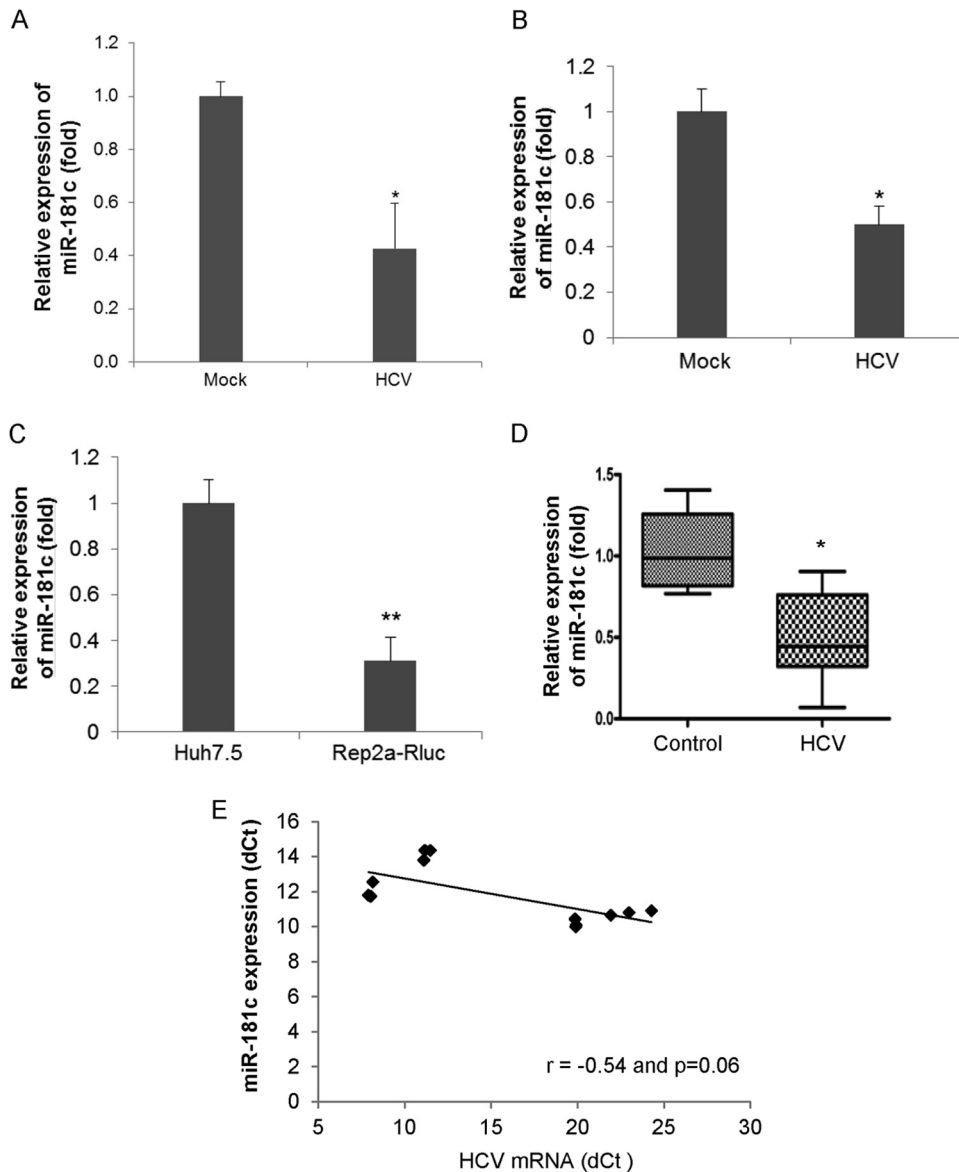 A
Relative expression of
miR-181c (fold)
1.2
1.0
0.8
0.6
0.4
0.2
0.0
*
Mock
HCV
B
Relative expression
of miR-181c (fold)
1.2
1
0.8
0.6
0.4
0.2
0
*
Mock
HCV
C
Relative expression
of miR-181c (fold)
1.2
1
0.8
0.6
0.4
0.2
0
**
Huh7.5
Rep2a-Rluc
D
Relative expression
of miR-181c (fold)
1.5
1.0
0.5
0.0
*
Control
HCV
E
miR-181c expression (dCt)
16
14
12
10
8
6
4
2
0
r = -0.54 and p=0.06
5 10 15 20 25 30
HCV mRNA (dCt )